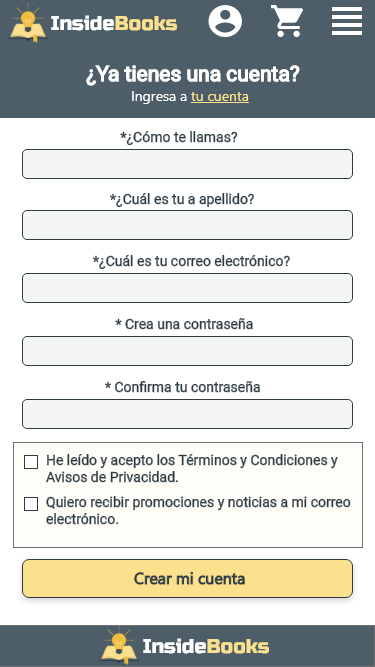 InsideBooks
¿Ya tienes una cuenta?
Ingresa a tu cuenta
*¿Cómo te llamas?
*¿Cuál es tu a apellido?
*¿Cuál es tu correo electrónico?
* Crea una contraseña
* Confirma tu contraseña
He leído y acepto los Términos y Condiciones y
Avisos de Privacidad.
Quiero recibir promociones y noticias a mi correo
electrónico.
Crear mi cuenta
InsideBooks